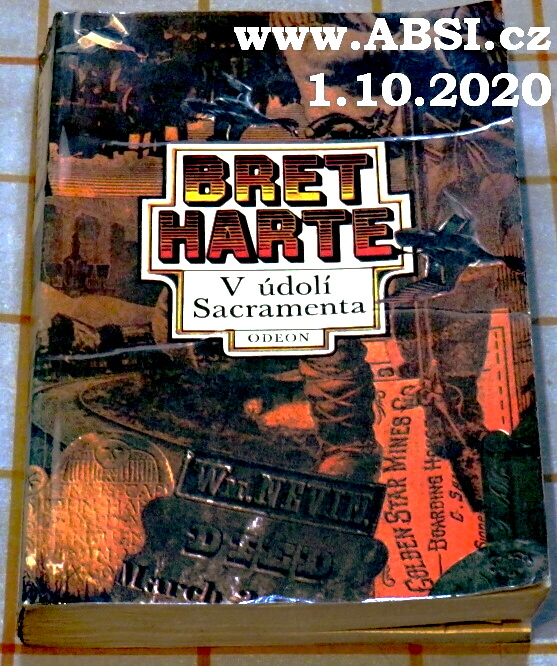 www.ABSI.cz
1.10.2020
BRET
HARTE
V údolí
Sacramenta
ODEON
GOLDEN STAR MINES CO
BOARDING
Wm. NEVIL
DEED
March